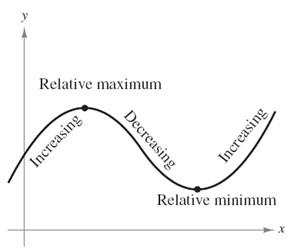 y
Relative maximum
Increasing
Decreasing
Increasing
Relative minimum
x